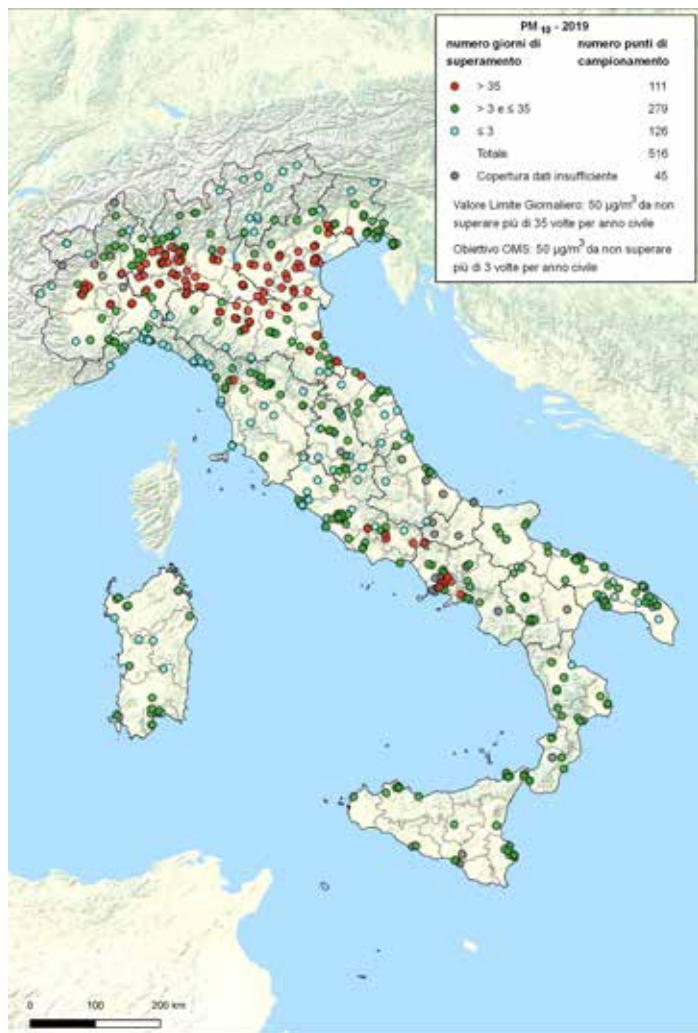 PM 10 - 2019
numero giorni di superamento numero punti di campionamento
> 35 111
> 3 e ≤ 35 279
≤ 3 126
Totale 516
Copertura dati insufficiente 45
Valore Limite Giornaliero: 50 µg/m³ da non
superare più di 35 volte per anno civile
Obiettivo OMS: 50 µg/m³ da non superare
più di 3 volte per anno civile
0 100 200 km